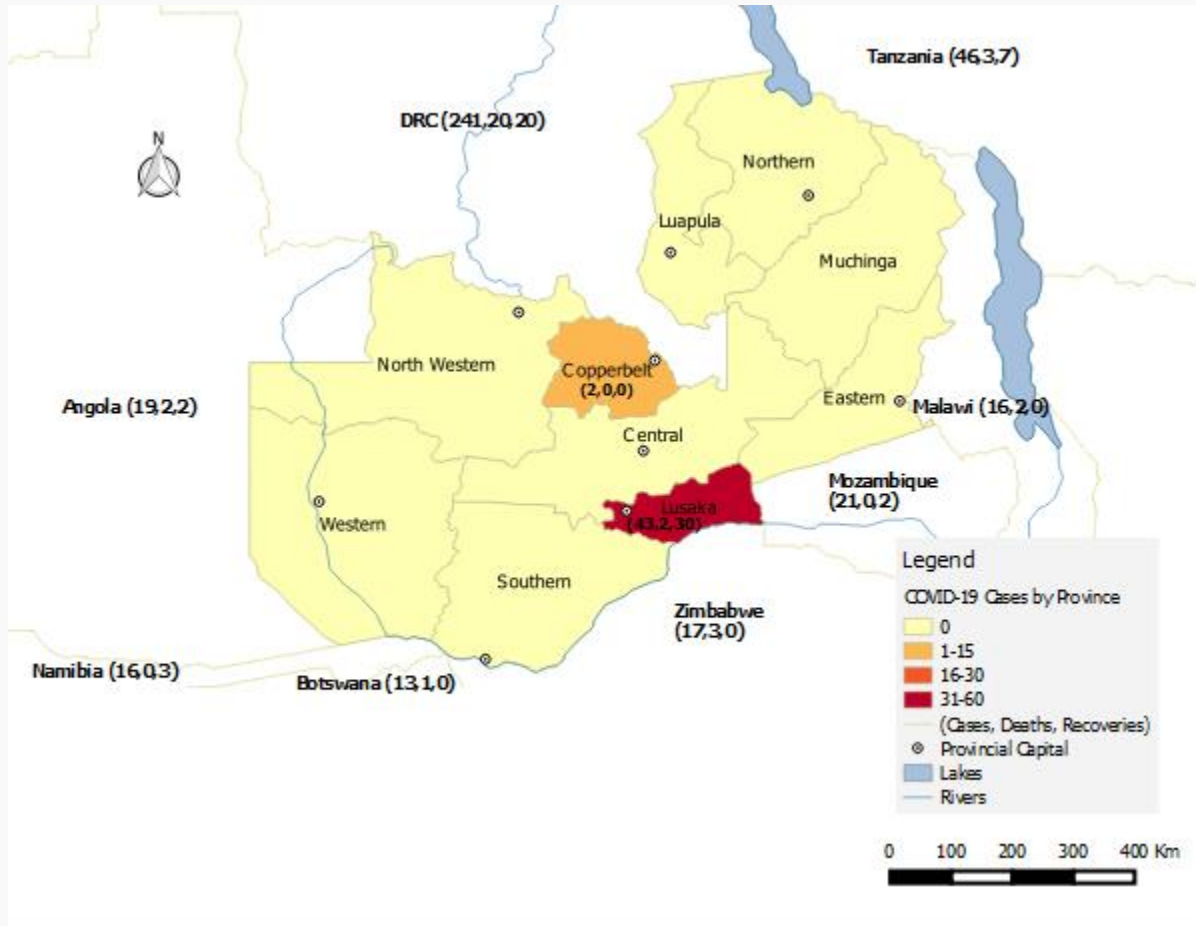 Tanzania (46,3,7)
DRC (241,20,20)
N
Northern
Luapula
Muchinga
North Western
Copperbelt
(2,0,0)
Angola (19,2,2)
Eastern
Malawi (16,2,0)
Central
Mozambique
(21,0,2)
Lusaka
(43,2,30)
Western
Southern
Zimbabwe
(17,3,0)
Namibia (16,0,3)
Botswana (13,1,0)
Legend
COVID-19 Cases by Province
0
1-15
16-30
31-60
(Cases, Deaths, Recoveries)
Provincial Capital
Lakes
Rivers
0 100 200 300 400 Km